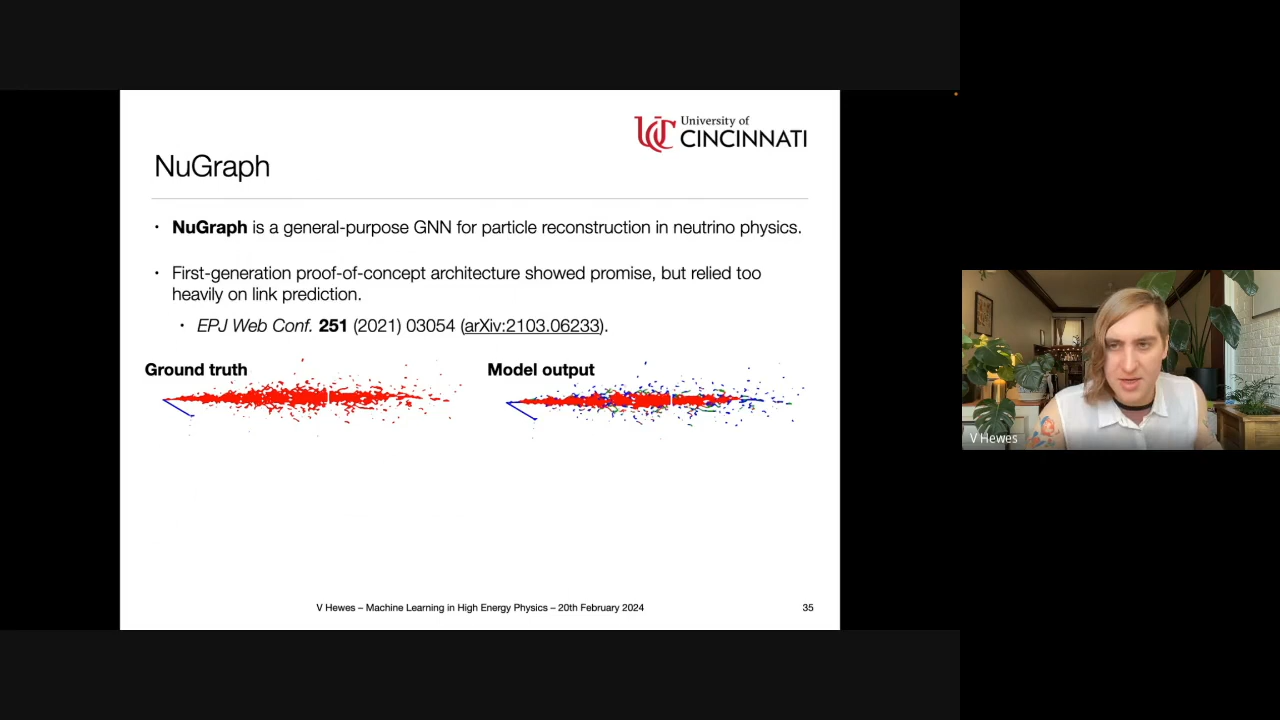 University of
CINCINNATI
NuGraph
• NuGraph is a general-purpose GNN for particle reconstruction in neutrino physics.
• First-generation proof-of-concept architecture showed promise, but relied too
heavily on link prediction.
• EPJ Web Conf. 251 (2021) 03054 (arXiv:2103.06233).
Ground truth
Model output
V Hewes
V Hewes – Machine Learning in High Energy Physics – 20th February 2024
35